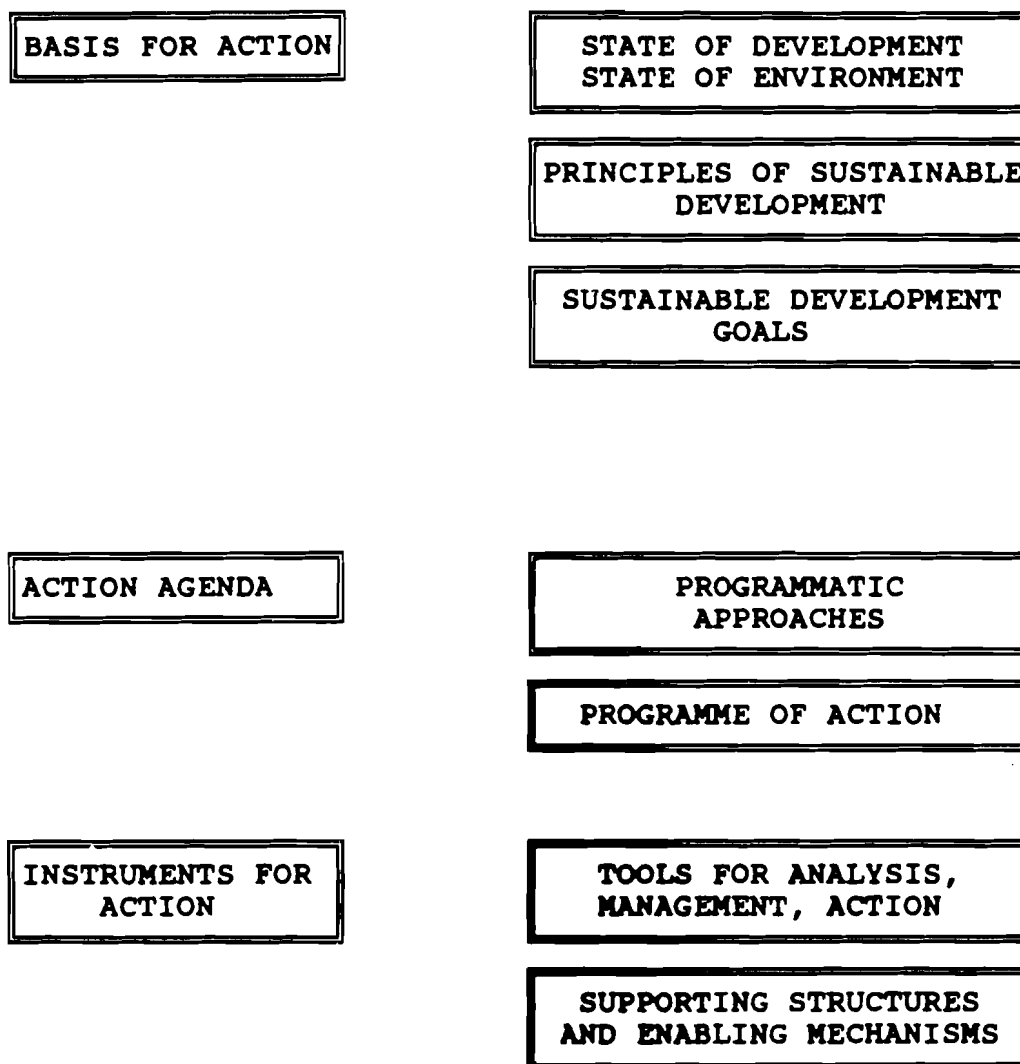 BASIS FOR ACTION
STATE OF DEVELOPMENT
STATE OF ENVIRONMENT
PRINCIPLES OF SUSTAINABLE
DEVELOPMENT
SUSTAINABLE DEVELOPMENT
GOALS
ACTION AGENDA
PROGRAMMATIC
APPROACHES
PROGRAMME OF ACTION
INSTRUMENTS FOR
ACTION
TOOLS FOR ANALYSIS,
MANAGEMENT, ACTION
SUPPORTING STRUCTURES
AND ENABLING MECHANISMS